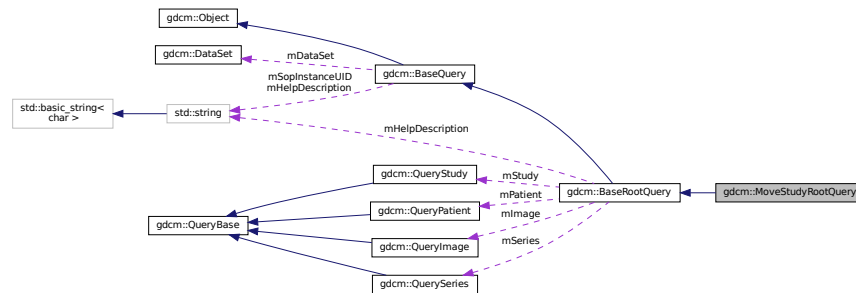 gdcm::Object
gdcm::DataSet
mDataSet
gdcm::BaseQuery
mSopInstanceUID
mHelpDescription
std::basic_string<
char >
std::string
mHelpDescription
gdcm::QueryStudy
mStudy
gdcm::BaseRootQuery
gdcm::MoveStudyRootQuery
mPatient
gdcm::QueryPatient
mImage
gdcm::QueryBase
gdcm::QueryImage
mSeries
gdcm::QuerySeries